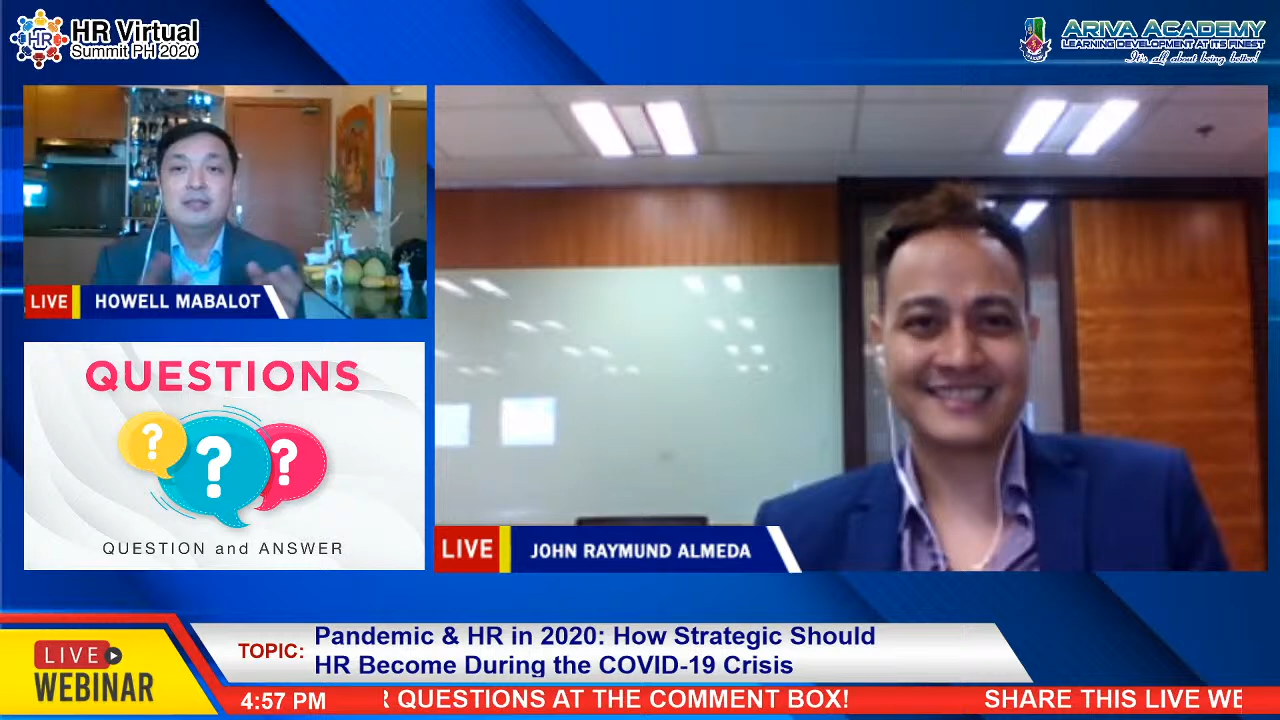 HR Virtual
Summit PH 2020
HR
ARIVA ACADEMY
LEARNING DEVELOPMENT AT ITS FINEST
It's all about being better!
LIVE HOWELL MABALOT
QUESTIONS
? ? ?
QUESTION and ANSWER
LIVE JOHN RAYMUND ALMEDA
LIVE
WEBINAR
TOPIC:
Pandemic & HR in 2020: How Strategic Should
HR Become During the COVID-19 Crisis
4:57 PM R QUESTIONS AT THE COMMENT BOX! SHARE THIS LIVE WE